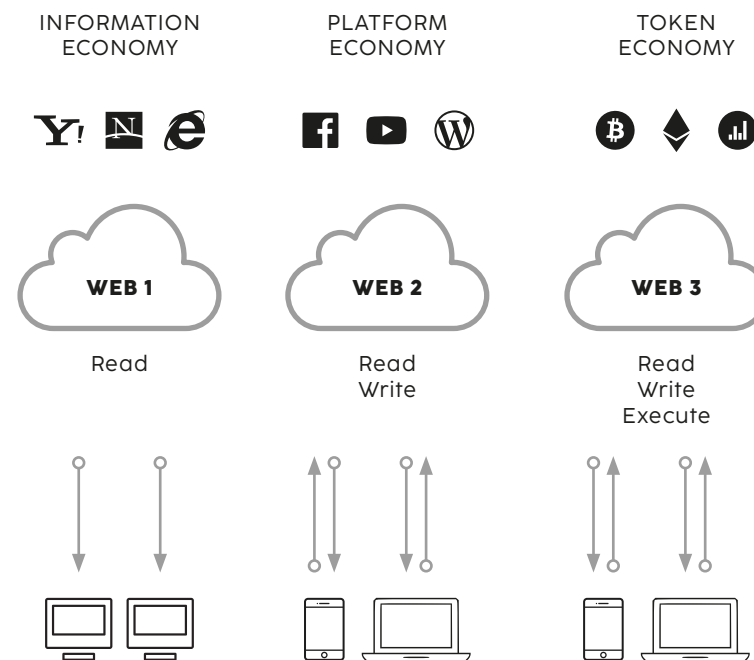 INFORMATION
ECONOMY
PLATFORM
ECONOMY
TOKEN
ECONOMY
Y!
N
WEB 1
WEB 2
WEB 3
Read
Read
Write
Read
Write
Execute